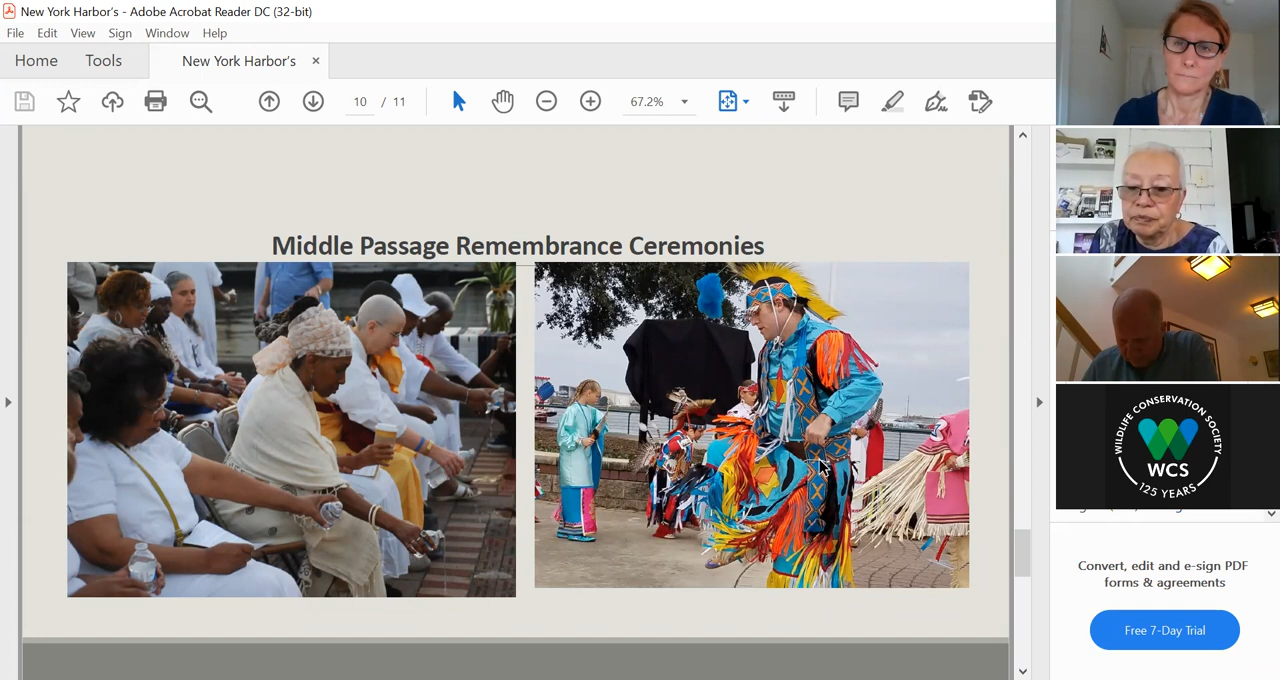 New York Harbor's - Adobe Acrobat Reader DC (32-bit)
File Edit View Sign Window Help
Home Tools New York Harbor's ×
10 / 11 67.2%
Middle Passage Remembrance Ceremonies
WILDLIFE CONSERVATION SOCIETY
WCS
125 YEARS
Convert, edit and e-sign PDF
forms & agreements
Free 7-Day Trial